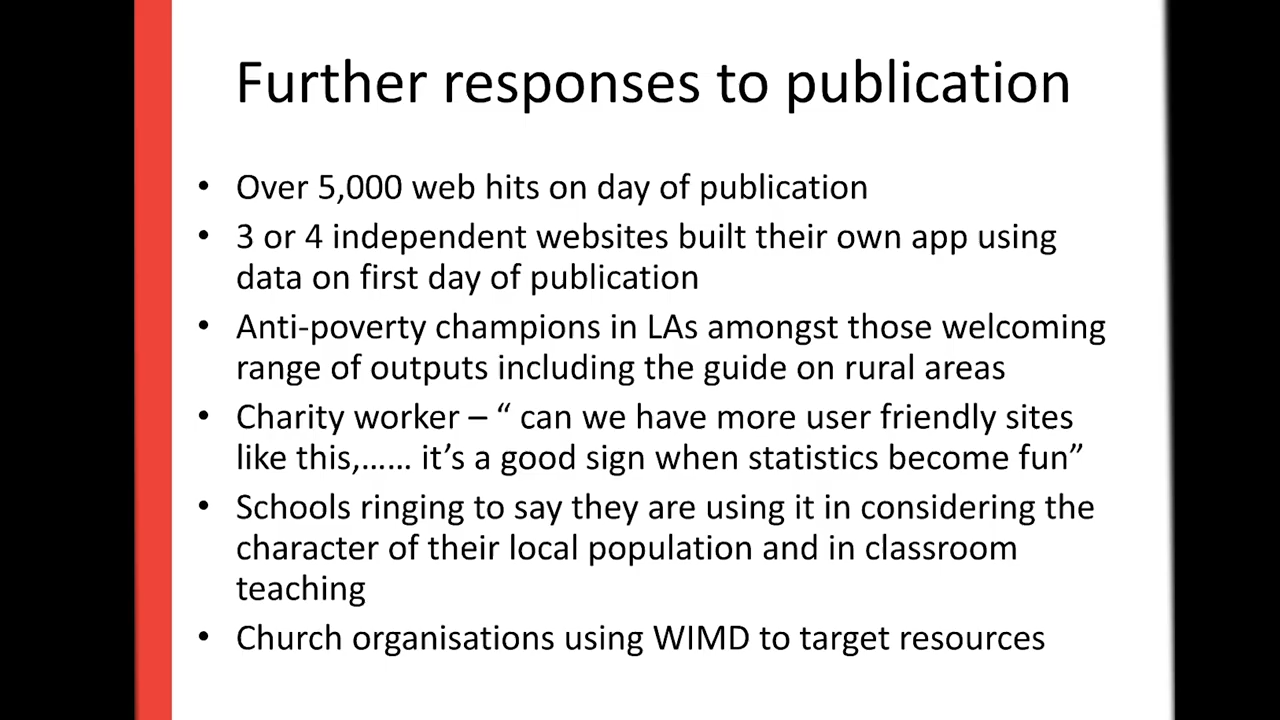 Further responses to publication
• Over 5,000 web hits on day of publication
• 3 or 4 independent websites built their own app using
data on first day of publication
• Anti-poverty champions in LAs amongst those welcoming
range of outputs including the guide on rural areas
• Charity worker – “ can we have more user friendly sites
like this,…… it’s a good sign when statistics become fun”
• Schools ringing to say they are using it in considering the
character of their local population and in classroom
teaching
• Church organisations using WIMD to target resources